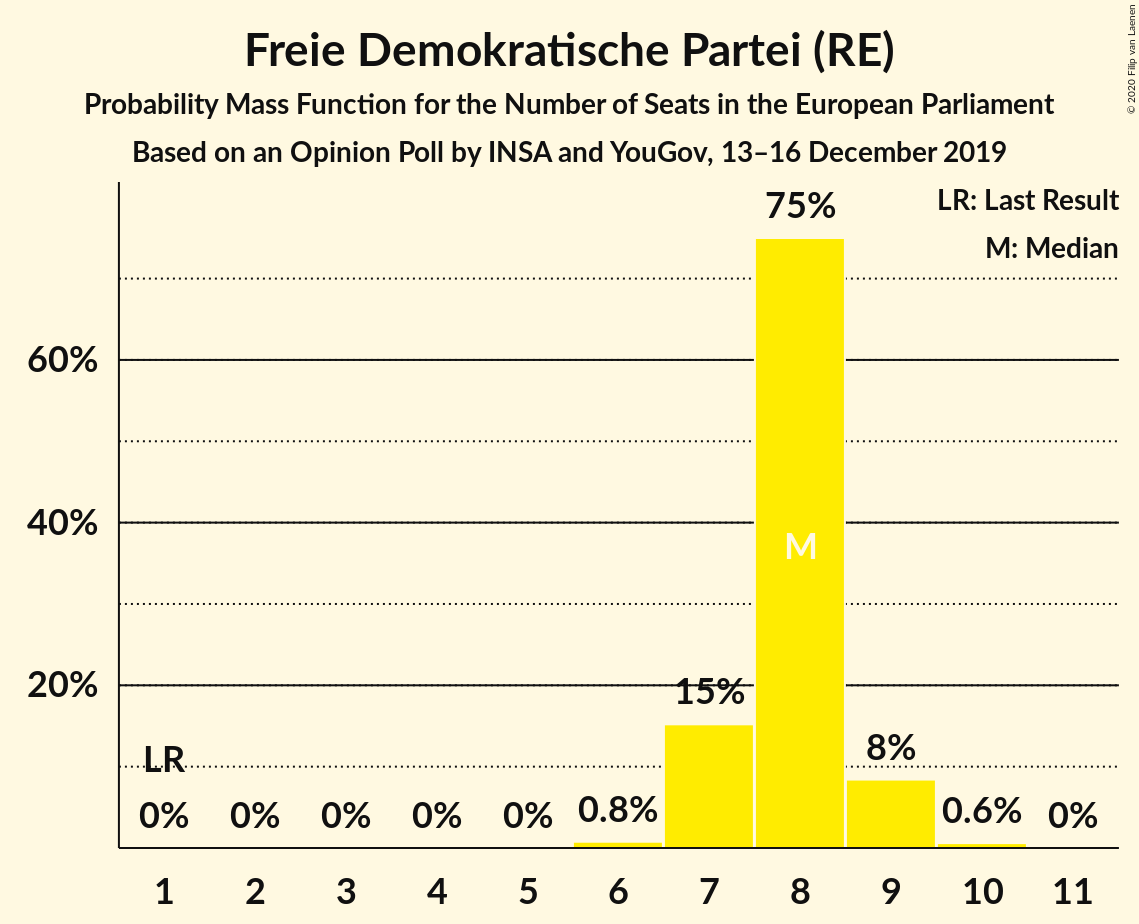 Freie Demokratische Partei (RE)
Probability Mass Function for the Number of Seats in the European Parliament
Based on an Opinion Poll by INSA and YouGov, 13–16 December 2019
© 2020 Filip van Laenen
LR: Last Result
M: Median
75%
60%
40%
M
20%
15%
LR
8%
0% 0% 0% 0% 0% 0.8% 0.6% 0%
1 2 3 4 5 6 7 8 9 10 11